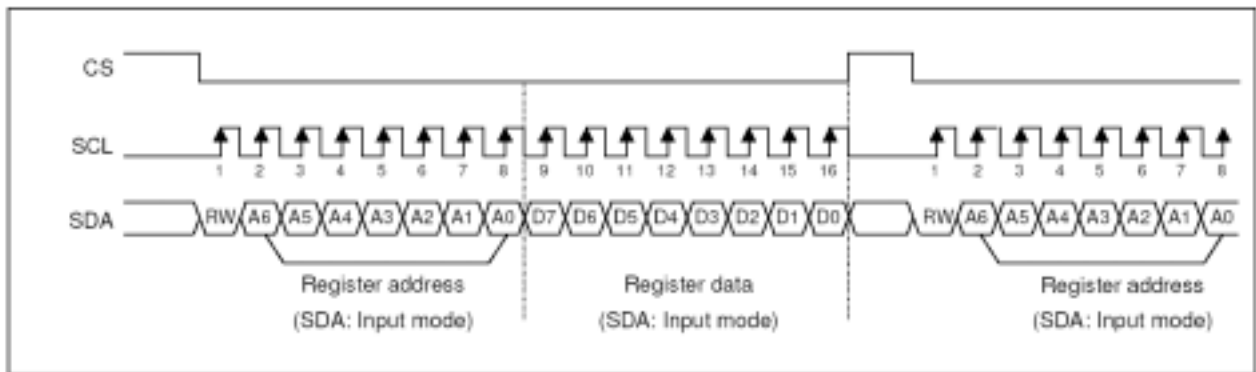 CS
SCL
1 2 3 4 5 6 7 8 9 10 11 12 13 14 15 16 1 2 3 4 5 6 7 8
SDA RW A6 A5 A4 A3 A2 A1 A0 D7 D6 D5 D4 D3 D2 D1 D0 RW A6 A5 A4 A3 A2 A1 A0
Register address Register data Register address
(SDA: Input mode) (SDA: Input mode) (SDA: Input mode)